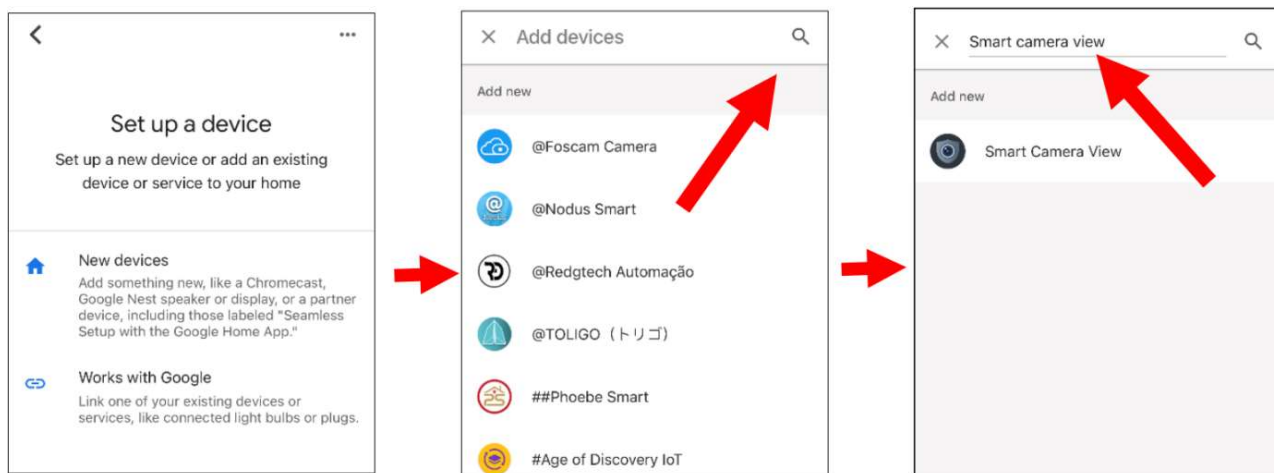 Set up a device
Set up a new device or add an existing
device or service to your home
New devices
Add something new, like a Chromecast,
Google Nest speaker or display, or a partner
device, including those labeled "Seamless
Setup with the Google Home App."
Works with Google
Link one of your existing devices or
services, like connected light bulbs or plugs.
Add devices
Add new
@Foscam Camera
@Nodus Smart
@Redgtech Automação
@TOLIGO（トリゴ）
##Phoebe Smart
#Age of Discovery IoT
Smart camera view
Add new
Smart Camera View